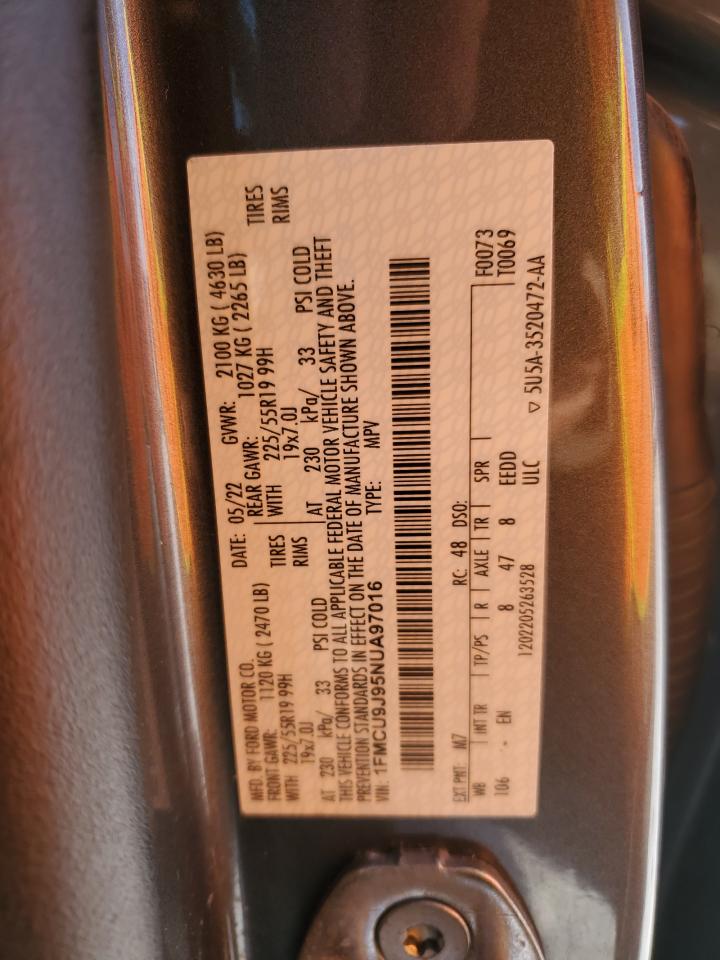 MFD. BY FORD MOTOR CO. DATE: 05/22 GVWR: 2100 KG ( 4630 LB)
FRONT GAWR: 1120 KG ( 2470 LB) REAR GAWR: 1027 KG ( 2265 LB)
WITH 225/55R19 99H TIRES WITH 225/55R19 99H TIRES
19x7.0J RIMS 19x7.0J RIMS
AT 230 kPa/ 33 PSI COLD AT 230 kPa/ 33 PSI COLD
THIS VEHICLE CONFORMS TO ALL APPLICABLE FEDERAL MOTOR VEHICLE SAFETY AND THEFT
PREVENTION STANDARDS IN EFFECT ON THE DATE OF MANUFACTURE SHOWN ABOVE.
VIN: 1FMCU9J95NUA97016 TYPE: MPV
EXT PNT: M7 RC: 48 DSO: F0073
WB INT TR TP/PS R AXLE TR SPR T0069
106 EN 8 47 8 EEDD
1202205263528 ULC ▽ 5U5A-3520472-AA